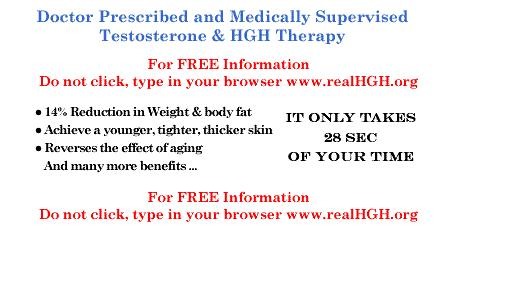 Doctor Prescribed and Medically Supervised
Testosterone & HGH Therapy
For FREE Information
Do not click, type in your browser www.realHGH.org
• 14% Reduction in Weight & body fat
• Achieve a younger, tighter, thicker skin
• Reverses the effect of aging
And many more benefits ...
IT ONLY TAKES
28 SEC
OF YOUR TIME
For FREE Information
Do not click, type in your browser www.realHGH.org